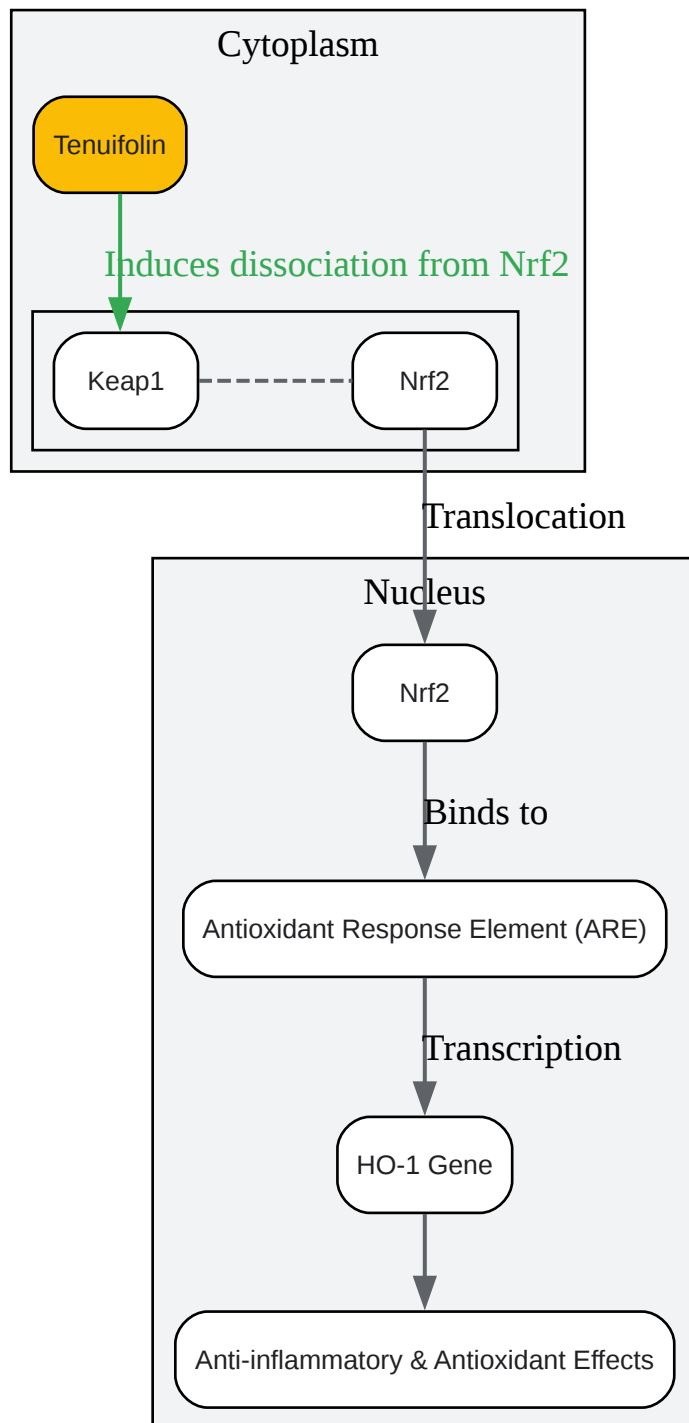 Cytoplasm
Tenuifolin
Induces dissociation from Nrf2
Keap1
Nrf2
Translocation
Nucleus
Nrf2
Binds to
Antioxidant Response Element (ARE)
Transcription
HO-1 Gene
Anti-inflammatory & Antioxidant Effects